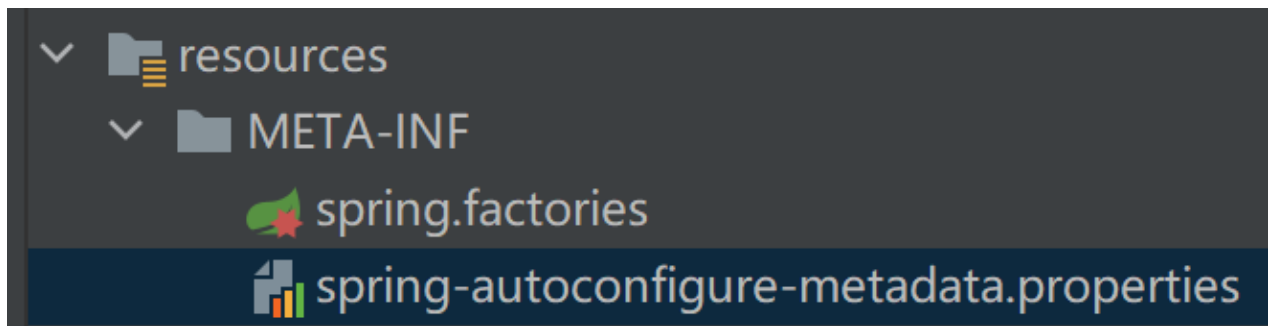 resources
META-INF
spring.factories
spring-autoconfigure-metadata.properties